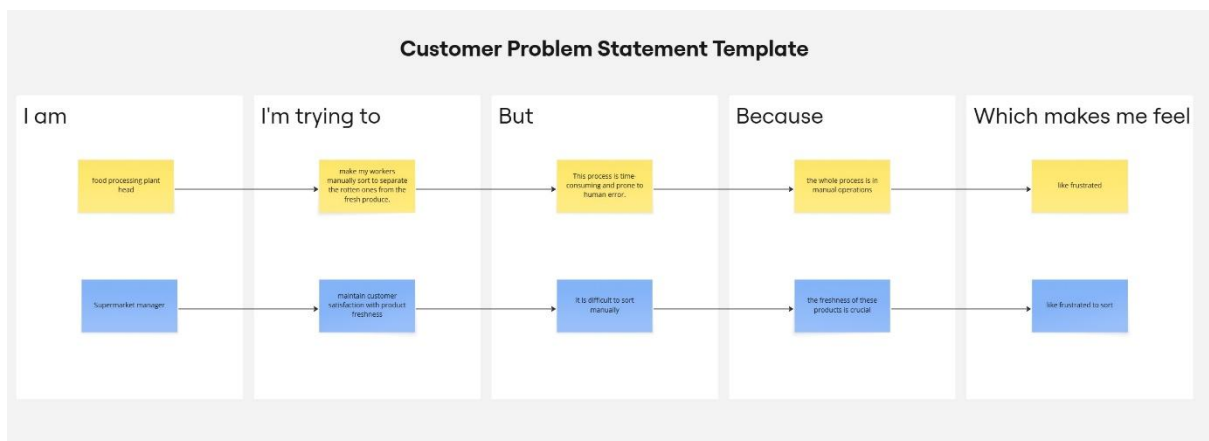 Customer Problem Statement Template
I am
I'm trying to
But
Because
Which makes me feel
food processing plant
head
make my workers
manually sort to separate
the rotten ones from the
fresh produce.
This process is time
consuming and prone to
human error.
the whole process is in
manual operations
like frustrated
Supermarket manager
maintain customer
satisfaction with product
freshness
it is difficult to sort
manually
the freshness of these
products is crucial
like frustrated to sort